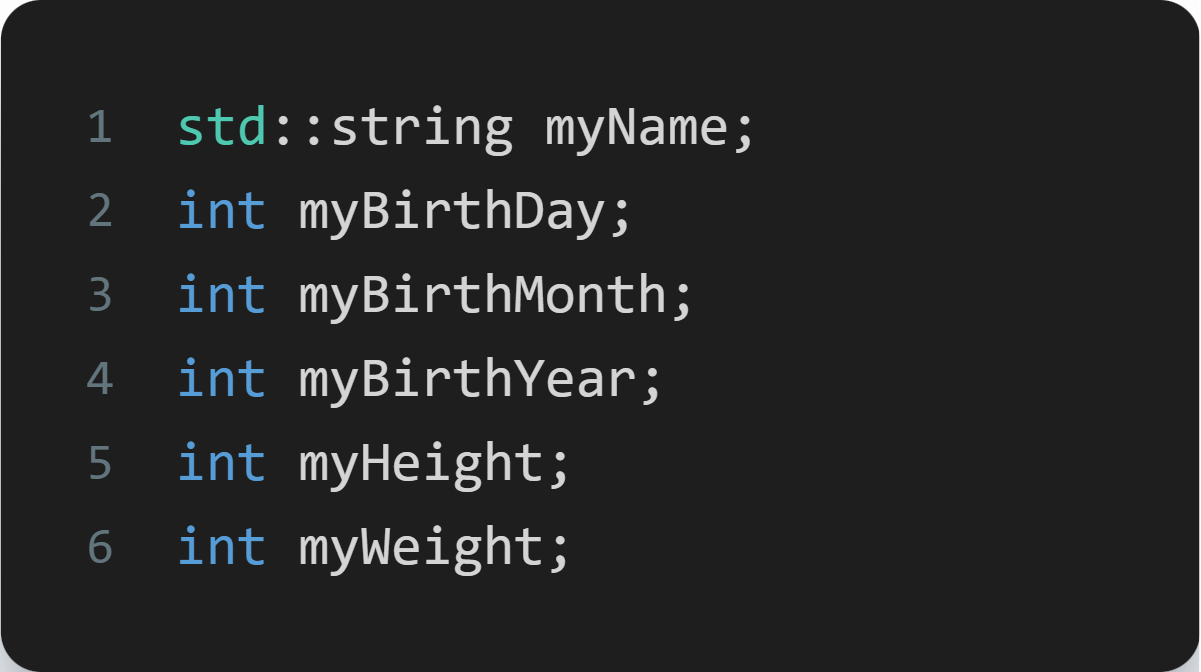 1 std::string myName;
2 int myBirthDay;
3 int myBirthMonth;
4 int myBirthYear;
5 int myHeight;
6 int myWeight;